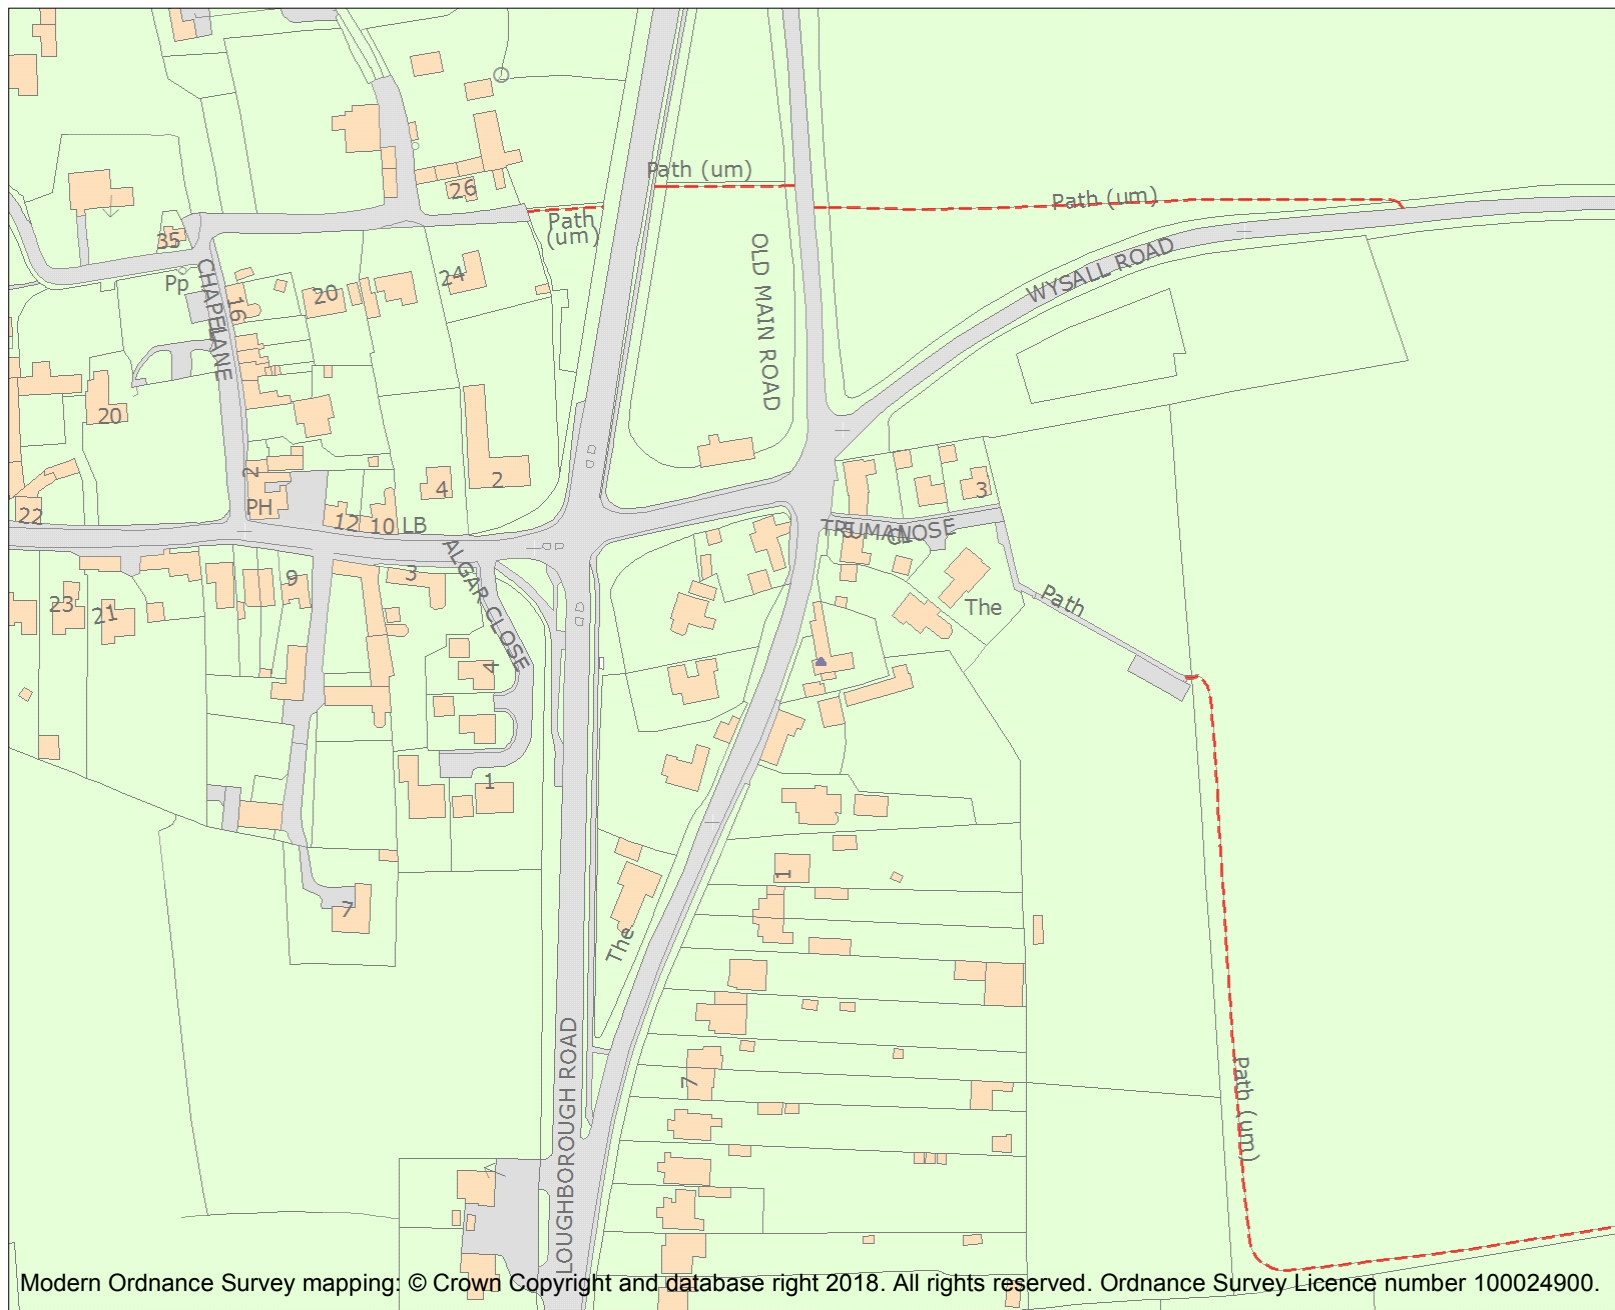 Path (um)
26
Path (um)
Path
(um)
35
CHAPEL LANE
Pp
OLD MAIN ROAD
WYSALL ROAD
24
20
16
20
2
4
2
3
PH
22
12
10
LB
CLOSE
ALGAR CLOSE
3
9
23
21
The
Path
4
1
1
7
The
7
Path (um)
LOUGHBOROUGH ROAD
Modern Ordnance Survey mapping: © Crown Copyright and database right 2018. All rights reserved. Ordnance Survey Licence number 100024900.